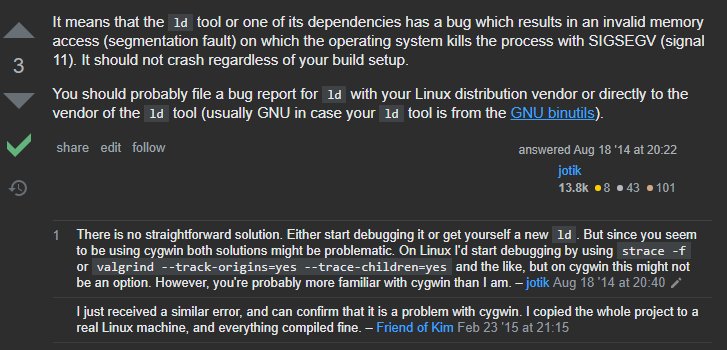 It means that the ld tool or one of its dependencies has a bug which results in an invalid memory
access (segmentation fault) on which the operating system kills the process with SIGSEGV (signal
11). It should not crash regardless of your build setup.
3
You should probably file a bug report for ld with your Linux distribution vendor or directly to the
vendor of the ld tool (usually GNU in case your ld tool is from the GNU binutils).
share edit follow
answered Aug 18 '14 at 20:22
jotik
13.8k 8 43 101
1 There is no straightforward solution. Either start debugging it or get yourself a new ld . But since you seem
to be using cygwin both solutions might be problematic. On Linux I'd start debugging by using strace -f
or valgrind --track-origins=yes --trace-children=yes and the like, but on cygwin this might not
be an option. However, you're probably more familiar with cygwin than I am. – jotik Aug 18 '14 at 20:40
I just received a similar error, and can confirm that it is a problem with cygwin. I copied the whole project to a
real Linux machine, and everything compiled fine. – Friend of Kim Feb 23 '15 at 21:15